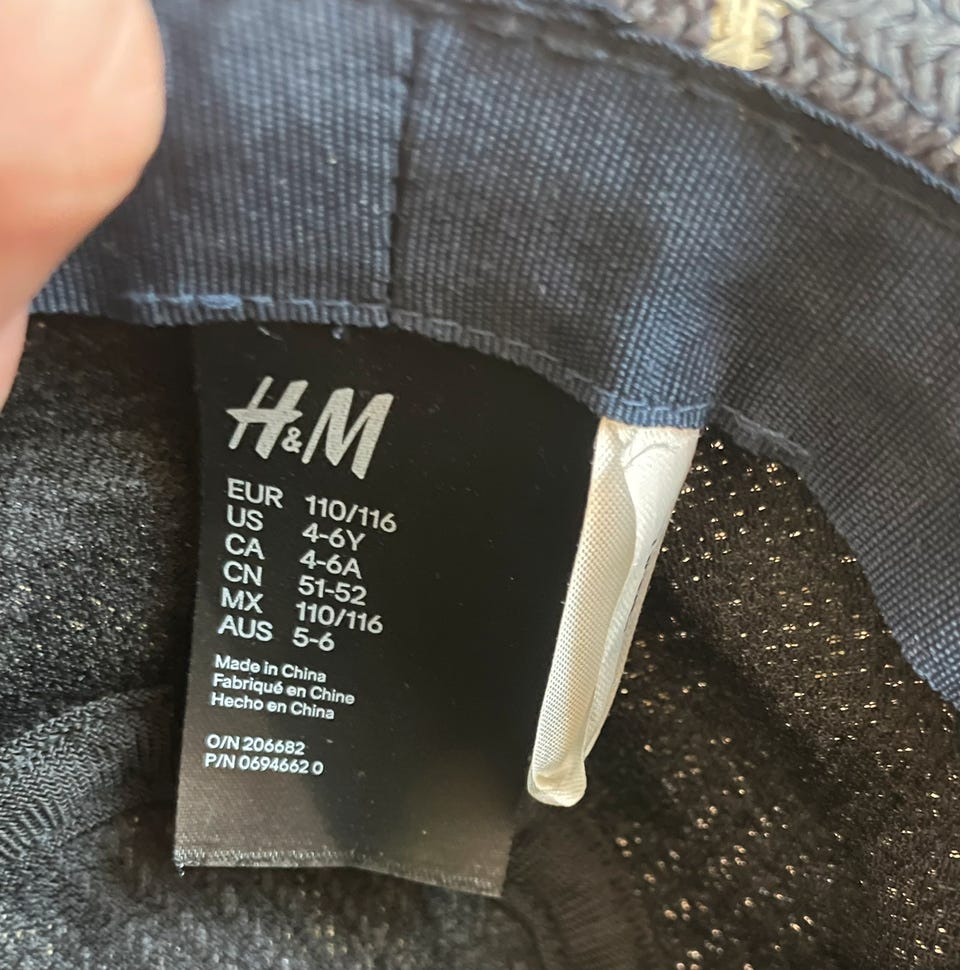 H&M
EUR 110/116
US 4-6Y
CA 4-6A
CN 51-52
MX 110/116
AUS 5-6
Made in China
Fabriqué en Chine
Hecho en China
O/N 206682
P/N 0694662 0